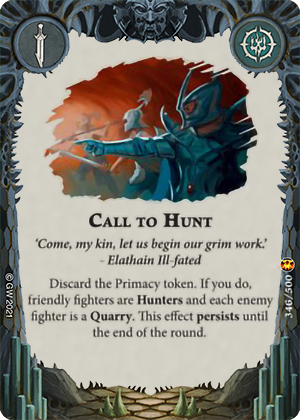 CALL TO HUNT
‘Come, my kin, let us begin our grim work.’
- Elathain Ill-fated
Discard the Primacy token. If you do,
friendly fighters are Hunters and each enemy
fighter is a Quarry. This effect persists until
the end of the round.
© GW 2021
346/500